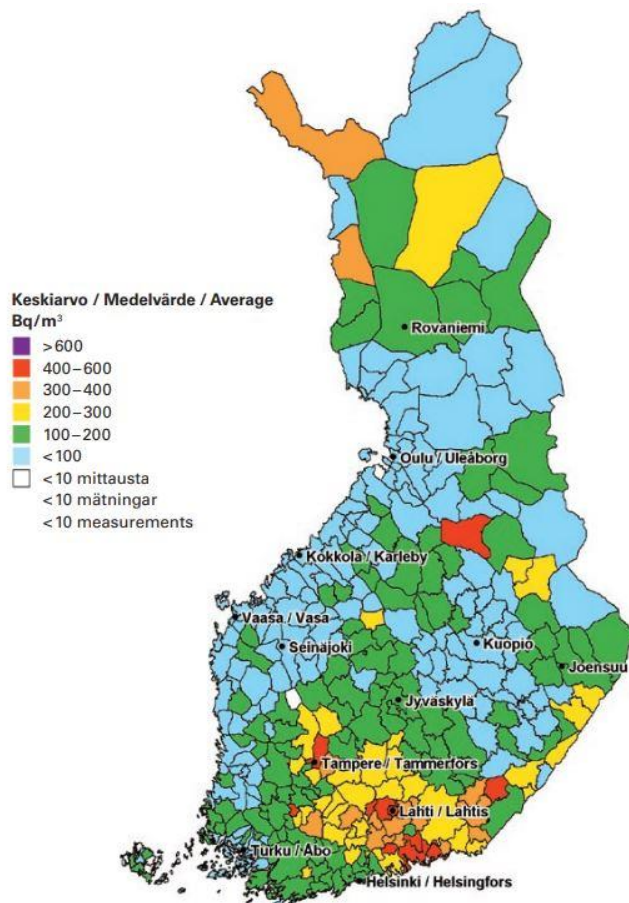 Keskiarvo / Medelvärde / Average
Bq/m³
>600
400–600
300–400
200–300
100–200
<100
<10 mittausta
<10 mätningar
<10 measurements
Rovaniemi
Oulu / Uleåborg
Kokkola / Karleby
Vaasa / Vasa
Seinäjoki
Kuopio
Joensuu
Jyväskylä
Tampere / Tammerfors
Lahti / Lahtis
Turku / Åbo
Helsinki / Helsingfors